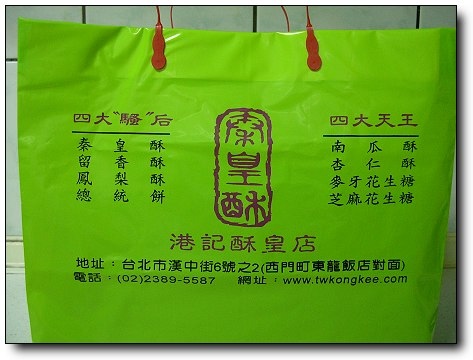 四大"騷"后
秦皇酥
留香酥
鳳梨酥
總統餅
秦皇酥
四大天王
南瓜酥
杏仁酥
麥牙花生糖
芝麻花生糖
港記酥皇店
地址：台北市漢中街6號之2(西門町東龍飯店對面)
電話：(02)2389-5587 網址：www.twkongkee.com